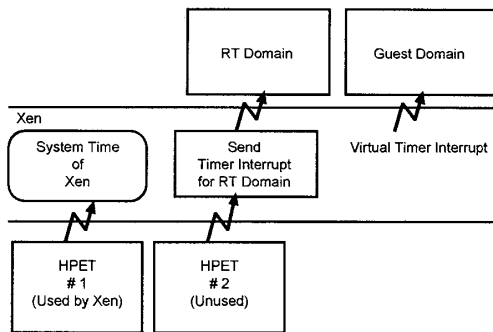 RT Domain
Guest Domain
Xen
System Time
of
Xen
Send
Timer Interrupt
for RT Domain
Virtual Timer Interrupt
HPET
# 1
(Used by Xen)
HPET
# 2
(Unused)